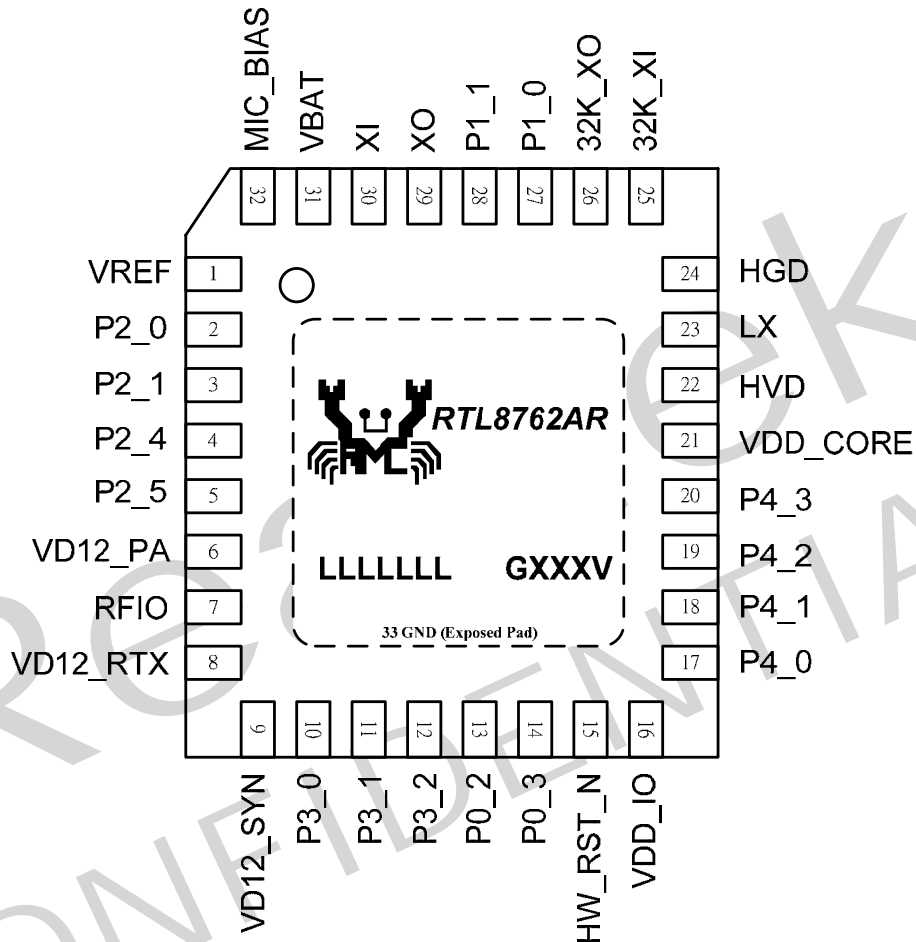 MIC_BIAS
VBAT
XI
XO
P1_1
P1_0
32K_XO
32K_XI
32
31
30
29
28
27
26
25
VREF 1
P2_0 2
P2_1 3
P2_4 4
P2_5 5
VD12_PA 6
RFIO 7
VD12_RTX 8
24 HGD
23 LX
22 HVD
21 VDD_CORE
20 P4_3
19 P4_2
18 P4_1
17 P4_0
RTL8762AR
LLLLLLL GXXXV
33 GND (Exposed Pad)
9
10
11
12
13
14
15
16
VD12_SYN
P3_0
P3_1
P3_2
P0_2
P0_3
HW_RST_N
VDD_IO